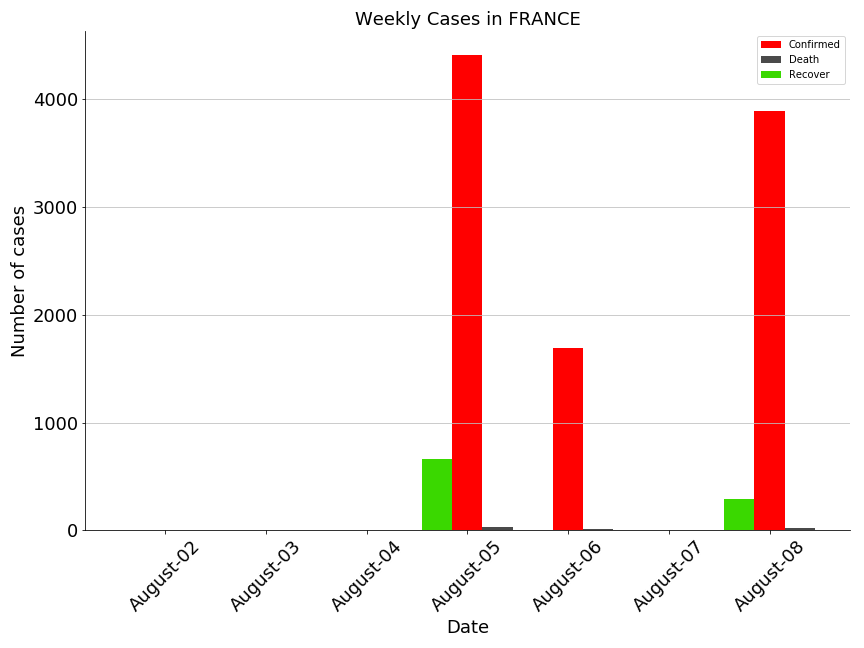 Weekly Cases in FRANCE
Confirmed
Death
Recover
Number of cases
4000
3000
2000
1000
0
August-02
August-03
August-04
August-05
August-06
August-07
August-08
Date